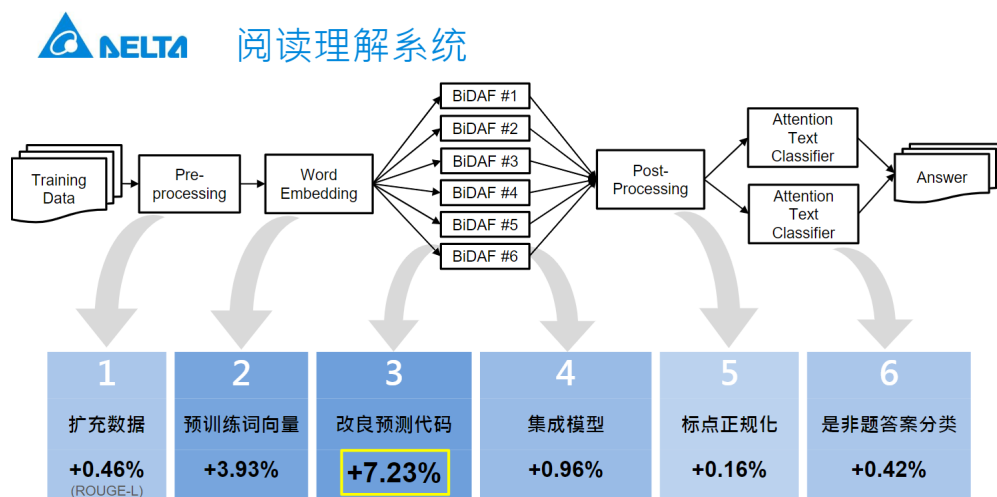 DELTA 阅读理解系统
Training
Data
Pre-
processing
Word
Embedding
BiDAF #1
BiDAF #2
BiDAF #3
BiDAF #4
BiDAF #5
BiDAF #6
Post-
Processing
Attention
Text
Classifier
Attention
Text
Classifier
Answer
1
扩充数据
+0.46%
(ROUGE-L)
2
预训练词向量
+3.93%
3
改良预测代码
+7.23%
4
集成模型
+0.96%
5
标点正规化
+0.16%
6
是非题答案分类
+0.42%